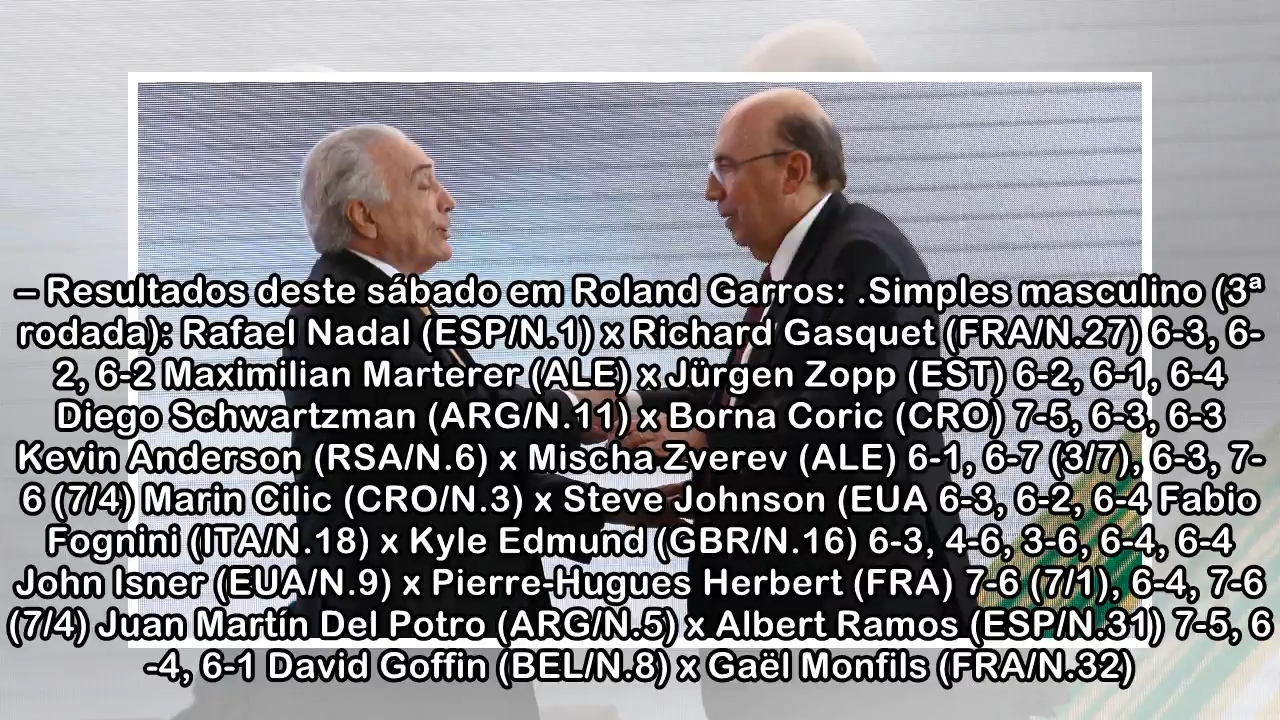 – Resultados deste sábado em Roland Garros: .Simples masculino (3ª
rodada): Rafael Nadal (ESP/N.1) x Richard Gasquet (FRA/N.27) 6-3, 6-
2, 6-2 Maximilian Marterer (ALE) x Jürgen Zopp (EST) 6-2, 6-1, 6-4
Diego Schwartzman (ARG/N.11) x Borna Coric (CRO) 7-5, 6-3, 6-3
Kevin Anderson (RSA/N.6) x Mischa Zverev (ALE) 6-1, 6-7 (3/7), 6-3, 7-
6 (7/4) Marin Cilic (CRO/N.3) x Steve Johnson (EUA 6-3, 6-2, 6-4 Fabio
Fognini (ITA/N.18) x Kyle Edmund (GBR/N.16) 6-3, 4-6, 3-6, 6-4, 6-4
John Isner (EUA/N.9) x Pierre-Hugues Herbert (FRA) 7-6 (7/1), 6-4, 7-6
(7/4) Juan Martín Del Potro (ARG/N.5) x Albert Ramos (ESP/N.31) 7-5, 6
-4, 6-1 David Goffin (BEL/N.8) x Gaël Monfils (FRA/N.32)